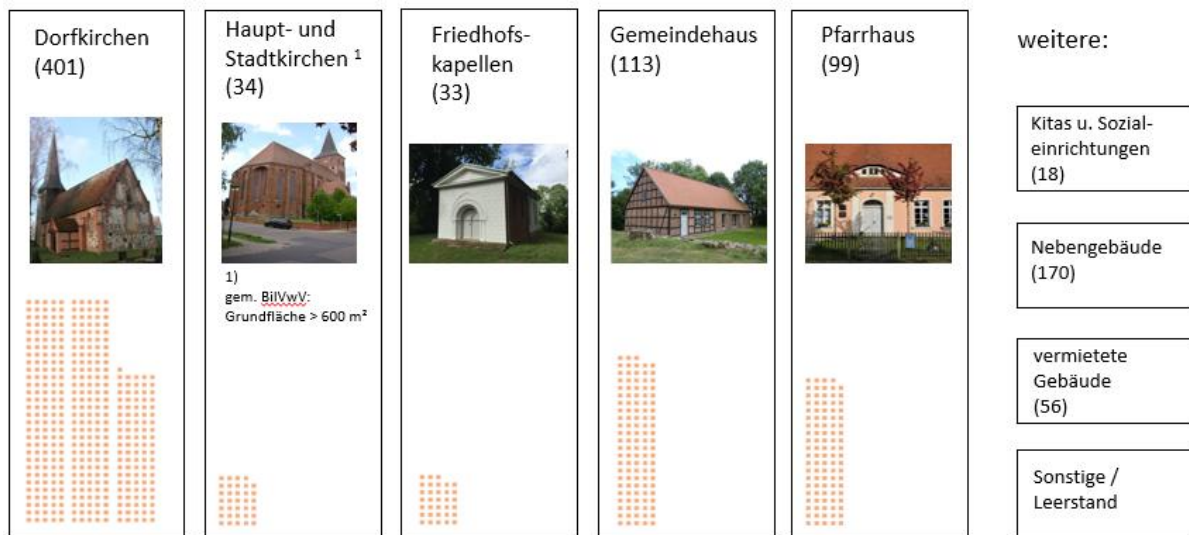 Dorfkirchen
(401)
Haupt- und
Stadtkirchen ¹
(34)
1)
gem. BilVwV:
Grundfläche > 600 m²
Friedhofs-
kapellen
(33)
Gemeindehaus
(113)
Pfarrhaus
(99)
weitere:
Kitas u. Sozial-
einrichtungen
(18)
Nebengebäude
(170)
vermietete
Gebäude
(56)
Sonstige /
Leerstand